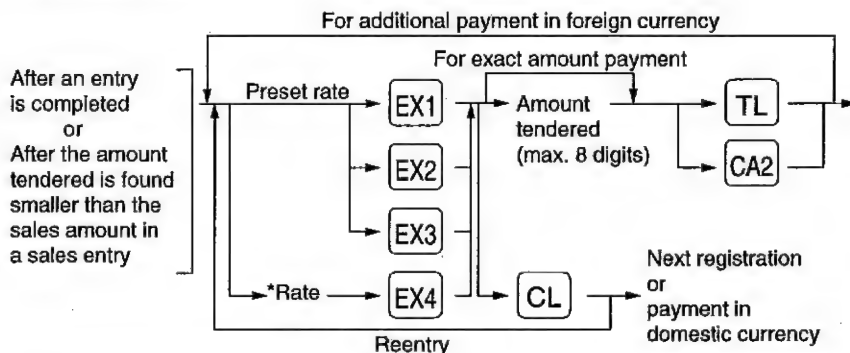 For additional payment in foreign currency
For exact amount payment
After an entry
is completed
or
After the amount
tendered is found
smaller than the
sales amount in
a sales entry
Preset rate
EX1
EX2
EX3
*Rate
EX4
Amount
tendered
(max. 8 digits)
TL
CA2
CL
Next registration
or
payment in
domestic currency
Reentry